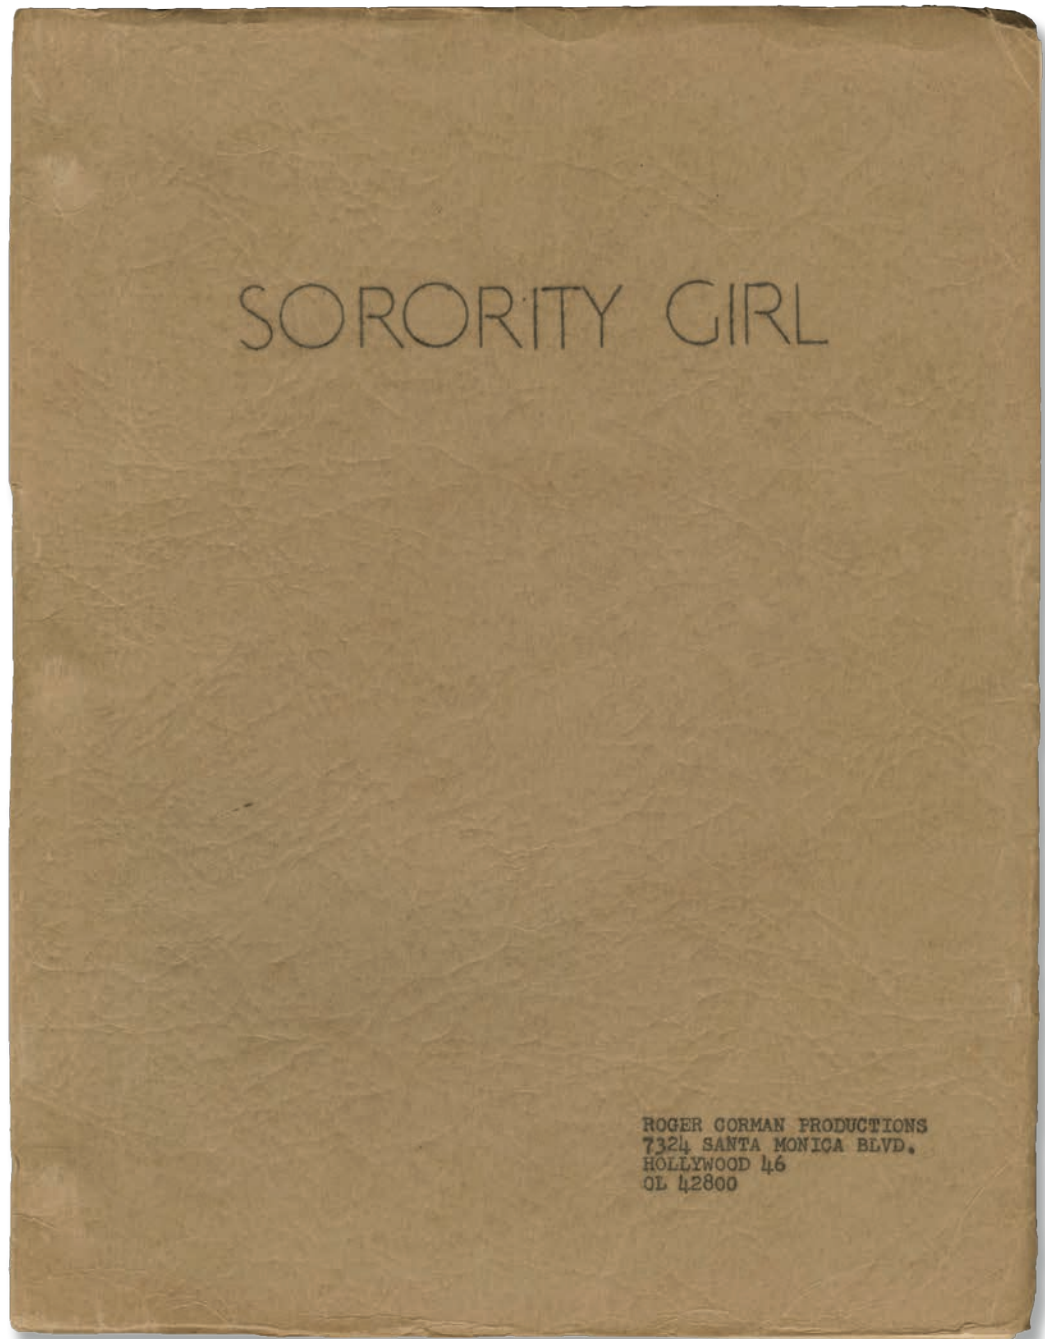 SORORITY GIRL
ROGER CORMAN PRODUCTIONS
7324 SANTA MONICA BLVD.
HOLLYWOOD 46
OL 42800